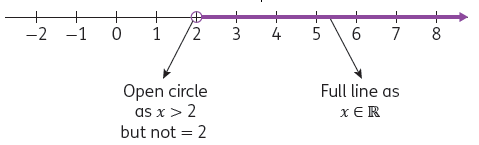 −2 −1 0 1 2 3 4 5 6 7 8
Open circle
as x > 2
but not = 2
Full line as
x ∈ ℝ